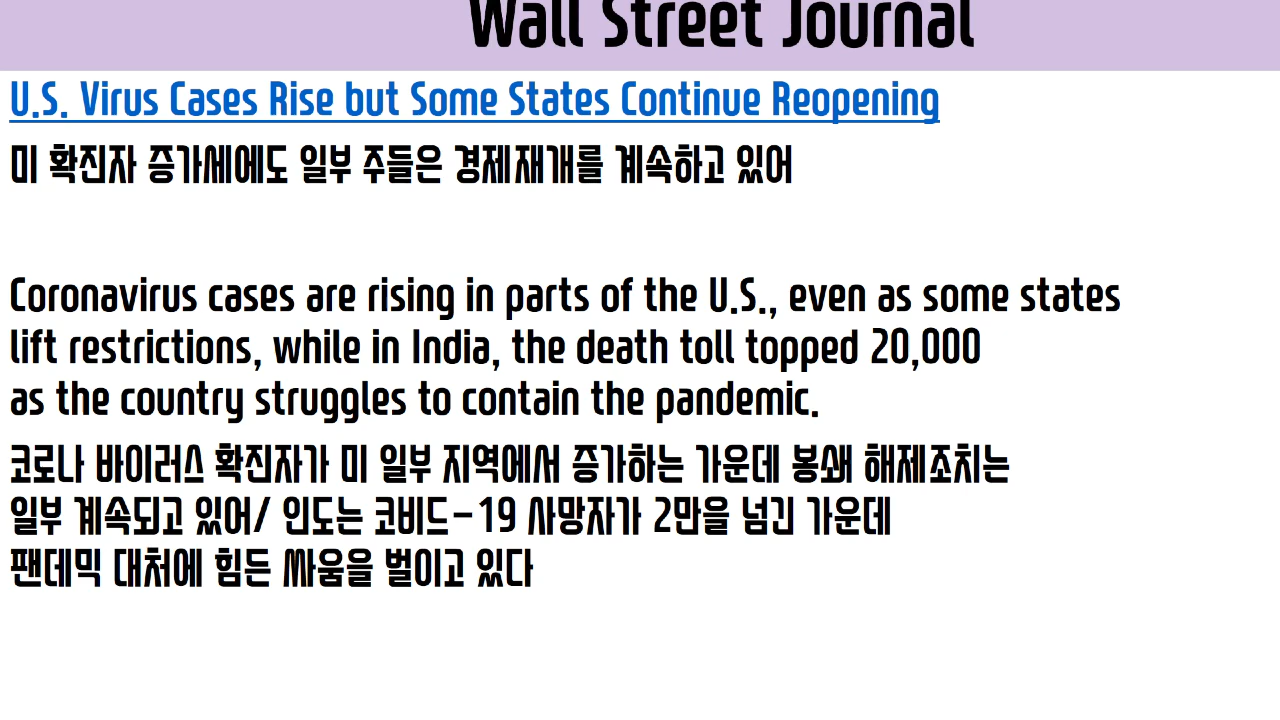 Wall Street Journal
U.S. Virus Cases Rise but Some States Continue Reopening
미 확진자 증가세에도 일부 주들은 경제재개를 계속하고 있어
Coronavirus cases are rising in parts of the U.S., even as some states
lift restrictions, while in India, the death toll topped 20,000
as the country struggles to contain the pandemic.
코로나 바이러스 확진자가 미 일부 지역에서 증가하는 가운데 봉쇄 해제조치는
일부 계속되고 있어/ 인도는 코비드-19 사망자가 2만을 넘긴 가운데
팬데믹 대처에 힘든 싸움을 벌이고 있다